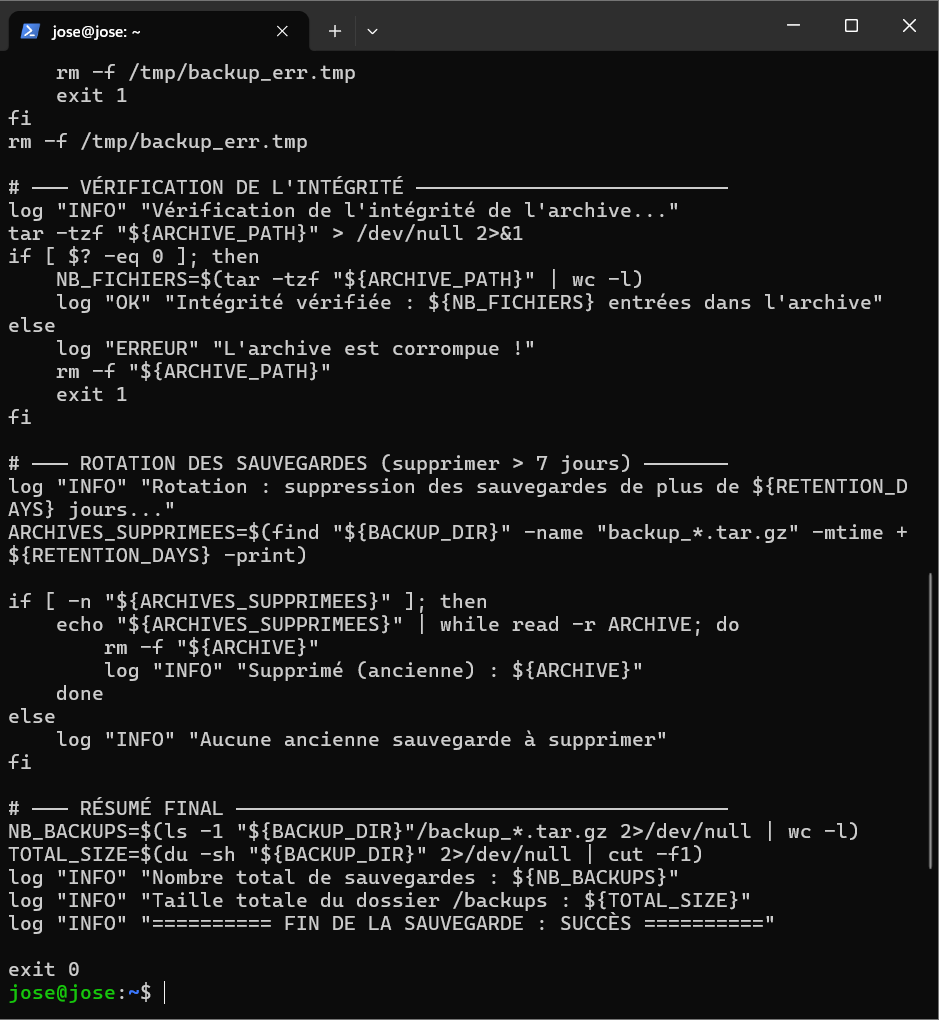 jose@jose: ~
    rm -f /tmp/backup_err.tmp
    exit 1
fi
rm -f /tmp/backup_err.tmp

# ─── VÉRIFICATION DE L'INTÉGRITÉ ──────────────────────────
log "INFO" "Vérification de l'intégrité de l'archive..."
tar -tzf "${ARCHIVE_PATH}" > /dev/null 2>&1
if [ $? -eq 0 ]; then
    NB_FICHIERS=$(tar -tzf "${ARCHIVE_PATH}" | wc -l)
    log "OK" "Intégrité vérifiée : ${NB_FICHIERS} entrées dans l'archive"
else
    log "ERREUR" "L'archive est corrompue !"
    rm -f "${ARCHIVE_PATH}"
    exit 1
fi

# ─── ROTATION DES SAUVEGARDES (supprimer > 7 jours) ───────
log "INFO" "Rotation : suppression des sauvegardes de plus de ${RETENTION_D
AYS} jours..."
ARCHIVES_SUPPRIMEES=$(find "${BACKUP_DIR}" -name "backup_*.tar.gz" -mtime +
${RETENTION_DAYS} -print)

if [ -n "${ARCHIVES_SUPPRIMEES}" ]; then
    echo "${ARCHIVES_SUPPRIMEES}" | while read -r ARCHIVE; do
        rm -f "${ARCHIVE}"
        log "INFO" "Supprimé (ancienne) : ${ARCHIVE}"
    done
else
    log "INFO" "Aucune ancienne sauvegarde à supprimer"
fi

# ─── RÉSUMÉ FINAL ─────────────────────────────────────────
NB_BACKUPS=$(ls -1 "${BACKUP_DIR}"/backup_*.tar.gz 2>/dev/null | wc -l)
TOTAL_SIZE=$(du -sh "${BACKUP_DIR}" 2>/dev/null | cut -f1)
log "INFO" "Nombre total de sauvegardes : ${NB_BACKUPS}"
log "INFO" "Taille totale du dossier /backups : ${TOTAL_SIZE}"
log "INFO" "========== FIN DE LA SAUVEGARDE : SUCCÈS =========="

exit 0
jose@jose:~$